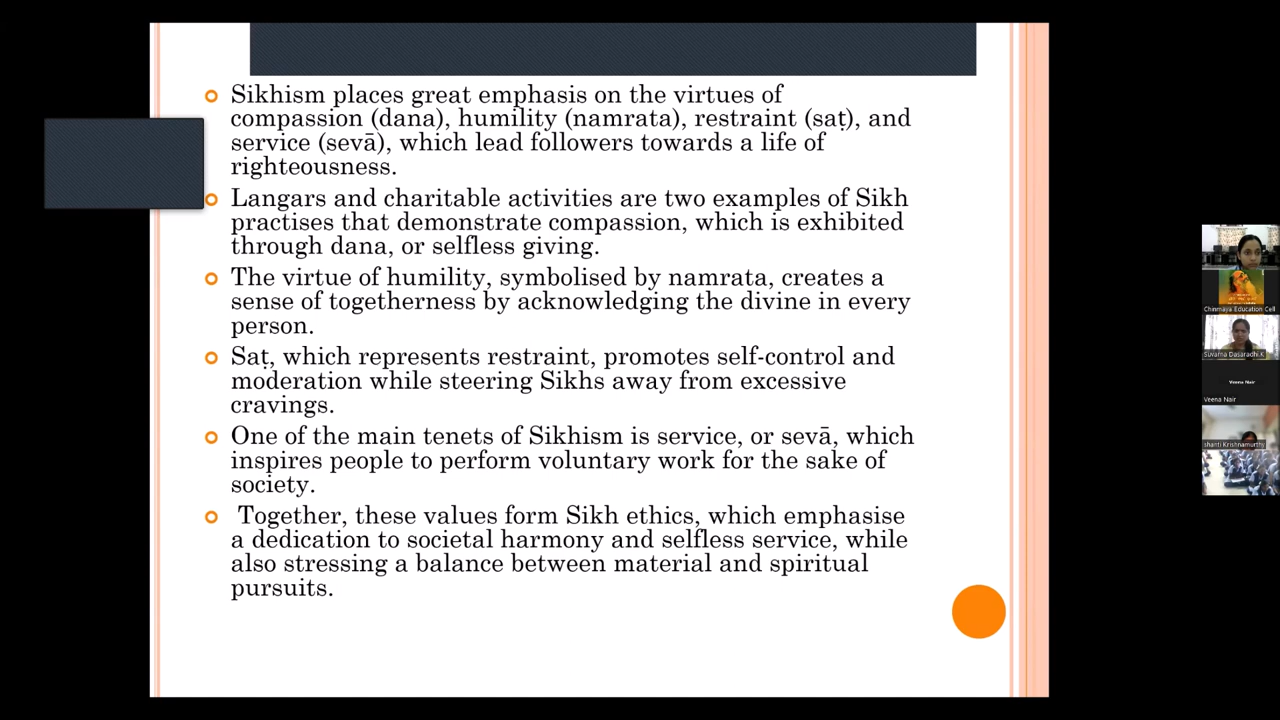 Sikhism places great emphasis on the virtues of
compassion (dana), humility (namrata), restraint (saṭ), and
service (sevā), which lead followers towards a life of
righteousness.
Langars and charitable activities are two examples of Sikh
practises that demonstrate compassion, which is exhibited
through dana, or selfless giving.
The virtue of humility, symbolised by namrata, creates a
sense of togetherness by acknowledging the divine in every
person.
Saṭ, which represents restraint, promotes self-control and
moderation while steering Sikhs away from excessive
cravings.
One of the main tenets of Sikhism is service, or sevā, which
inspires people to perform voluntary work for the sake of
society.
Together, these values form Sikh ethics, which emphasise
a dedication to societal harmony and selfless service, while
also stressing a balance between material and spiritual
pursuits.
Chinmaya Education Cell
Suvarna Dasaradhi K
Veena Nair
Veena Nair
shanti Krishnamurthy